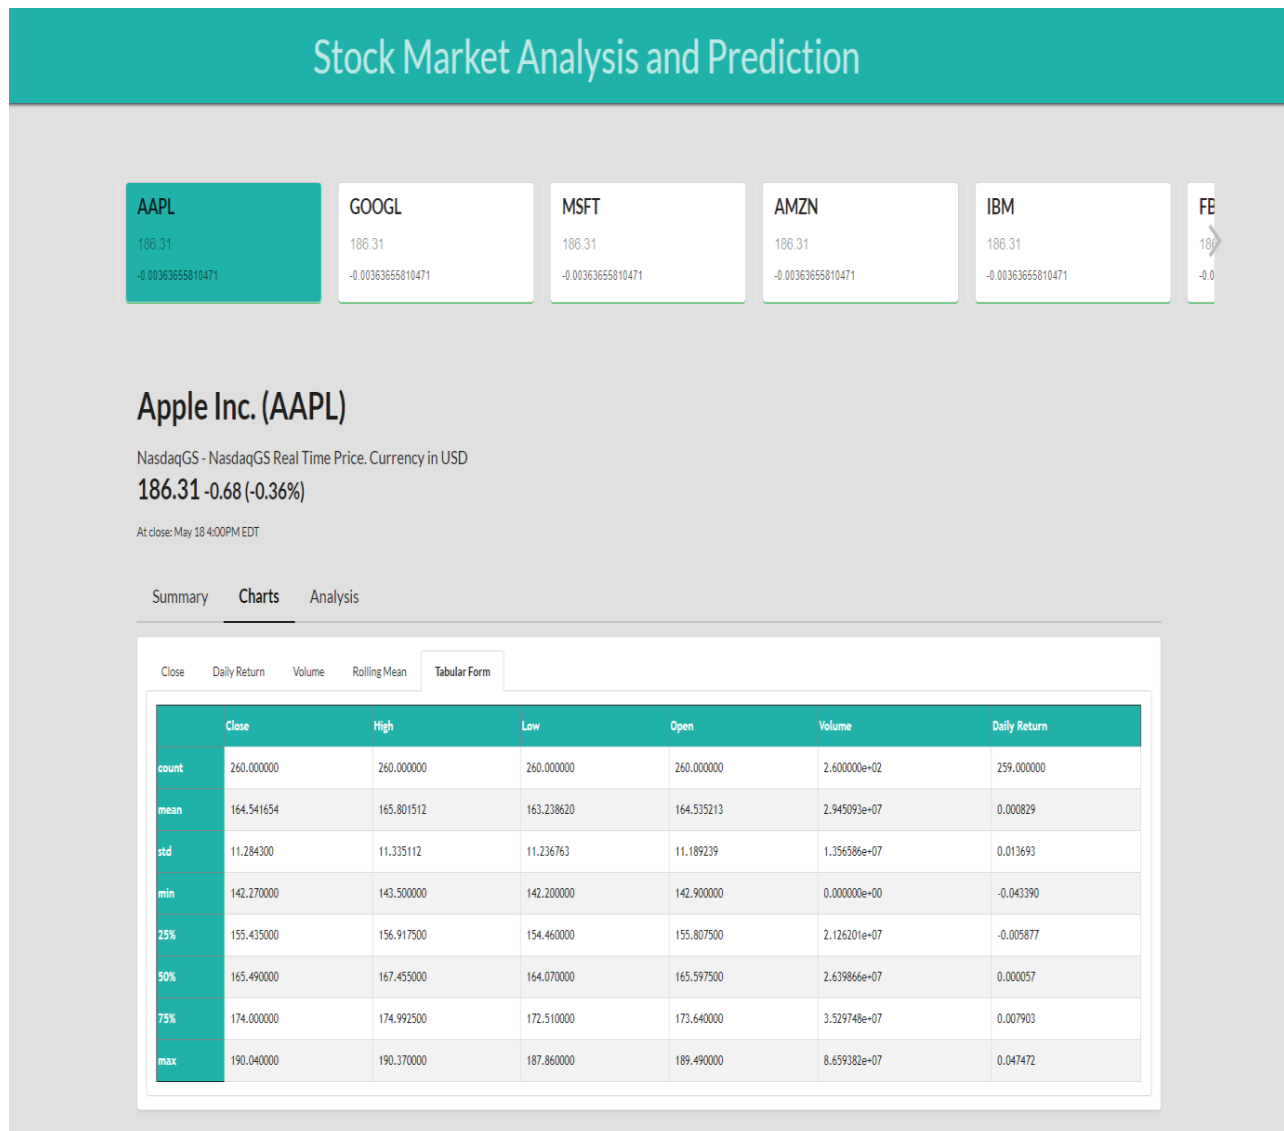 Stock Market Analysis and Prediction
AAPL GOOGL MSFT AMZN IBM FB
186.31 186.31 186.31 186.31 186.31 186
-0.00363655810471 -0.00363655810471 -0.00363655810471 -0.00363655810471 -0.00363655810471 -0.0
Apple Inc. (AAPL)
NasdaqGS - NasdaqGS Real Time Price. Currency in USD
186.31 -0.68 (-0.36%)
At close: May 18 4:00PM EDT
Summary Charts Analysis
Close Daily Return Volume Rolling Mean Tabular Form
Close High Low Open Volume Daily Return
count 260.000000 260.000000 260.000000 260.000000 2.600000e+02 259.000000
mean 164.541654 165.801512 163.238620 164.535213 2.945093e+07 0.000829
std 11.284300 11.335112 11.236763 11.189239 1.356586e+07 0.013693
min 142.270000 143.500000 142.200000 142.900000 0.000000e+00 -0.043390
25% 155.435000 156.917500 154.460000 155.807500 2.126201e+07 -0.005877
50% 165.490000 167.455000 164.070000 165.597500 2.639866e+07 0.000057
75% 174.000000 174.992500 172.510000 173.640000 3.529748e+07 0.007903
max 190.040000 190.370000 187.860000 189.490000 8.659382e+07 0.047472